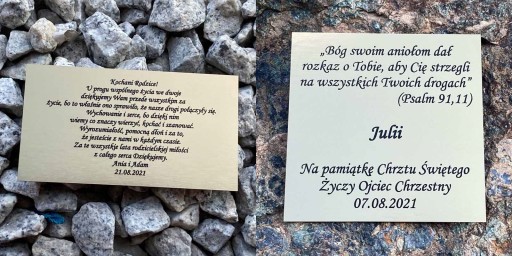 Kochani Rodzice!
U progu wspólnego życia we dwoje
dziękujemy Wam przede wszystkim za
życie, bo to właśnie ono sprawiło, że nasze drogi połączyły się.
Wychowanie i serce, bo dzięki nim
wiemy co znaczy wierzyć, kochać i szanować.
Wyrozumiałość, pomocną dłoń i za to,
że jesteście z nami w każdym czasie.
Za te wszystkie lata rodzicielskiej miłości
z całego serca Dziękujemy.
Ania i Adam
21.08.2021
„Bóg swoim aniołom dał
rozkaz o Tobie, aby Cię strzegli
na wszystkich Twoich drogach”
(Psalm 91,11)
Julii
Na pamiątkę Chrztu Świętego
Życzy Ojciec Chrzestny
07.08.2021